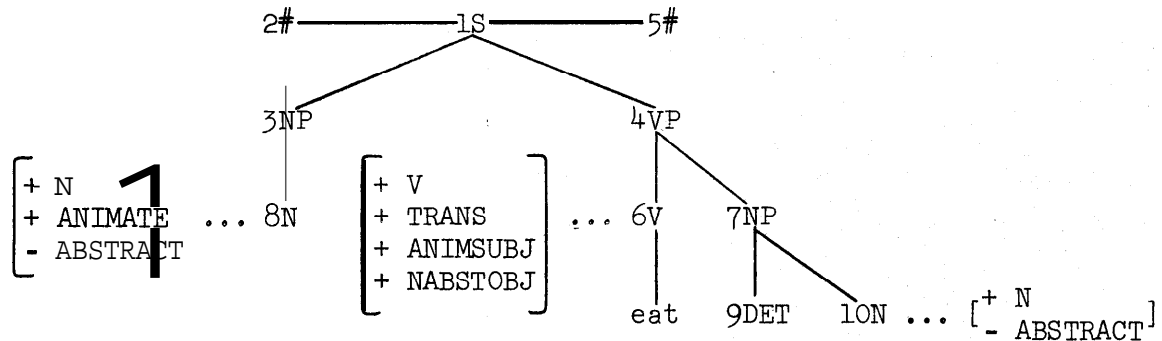 2# 1S 5#
3NP 4VP
+ N + V
+ ANIMATE ... 8N + TRANS ... 6V 7NP
- ABSTRACT + ANIMSUBJ
+ NABSTOBJ
eat 9DET 10N ... [+ N
- ABSTRACT]
1